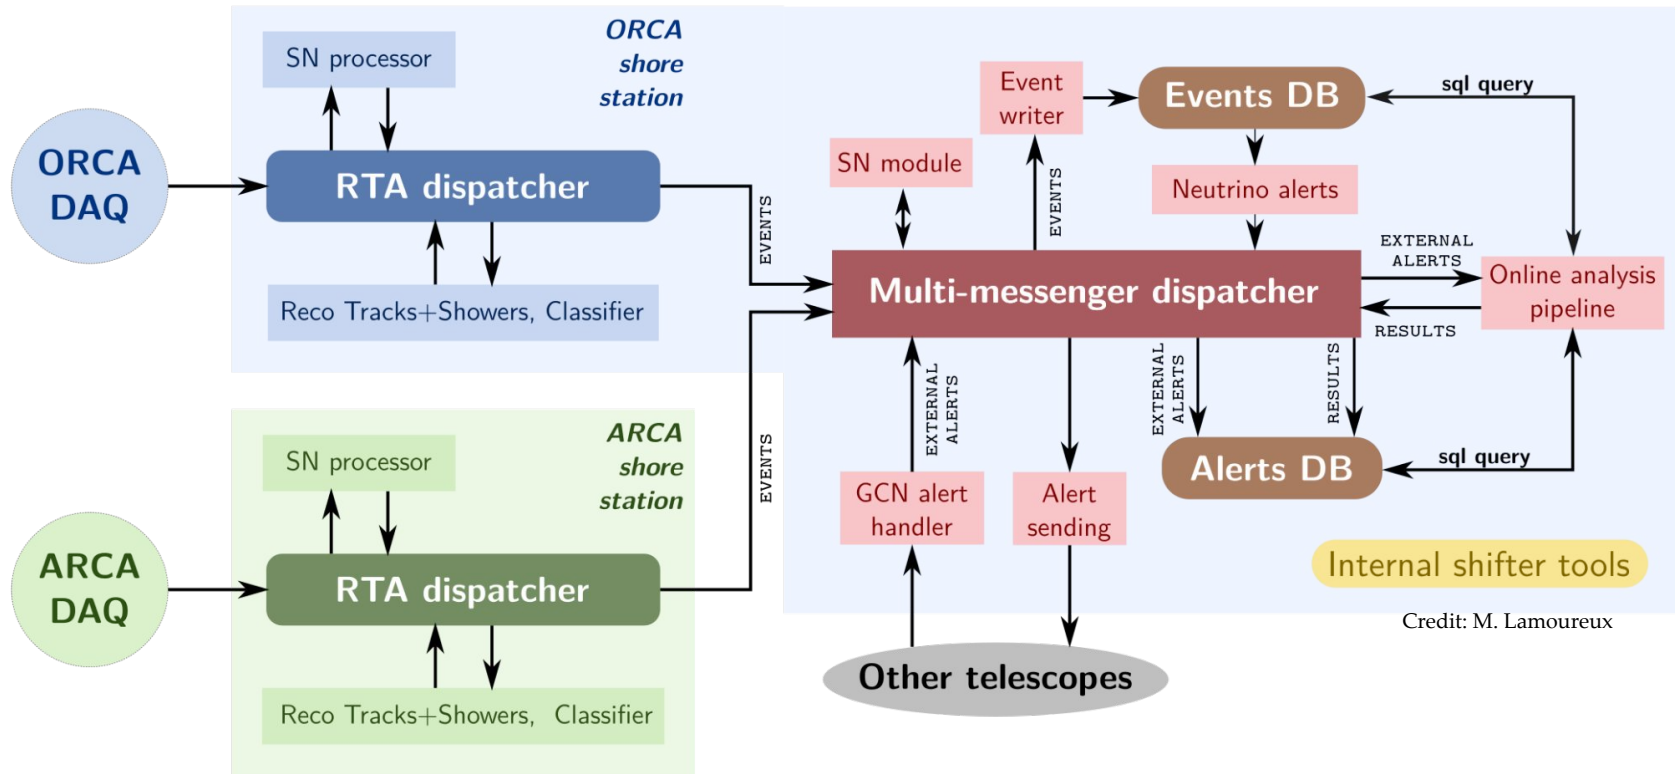 ORCA
shore
station
SN processor
ORCA
DAQ
RTA dispatcher
Reco Tracks+Showers, Classifier
EVENTS
ARCA
shore
station
SN processor
ARCA
DAQ
RTA dispatcher
Reco Tracks+Showers, Classifier
EVENTS
Event
writer
Events DB
sql query
SN module
EVENTS
Neutrino alerts
Multi-messenger dispatcher
EXTERNAL
ALERTS
Online analysis
pipeline
RESULTS
EXTERNAL
ALERTS
EXTERNAL
ALERTS
RESULTS
Alerts DB
sql query
GCN alert
handler
Alert
sending
Internal shifter tools
Credit: M. Lamoureux
Other telescopes